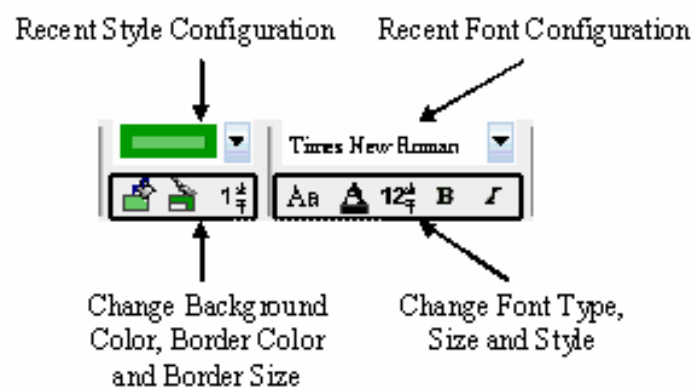 Recent Style Configuration
Recent Font Configuration
Times New Roman
1
Aa A 12 B I
Change Background
Color, Border Color
and Border Size
Change Font Type,
Size and Style